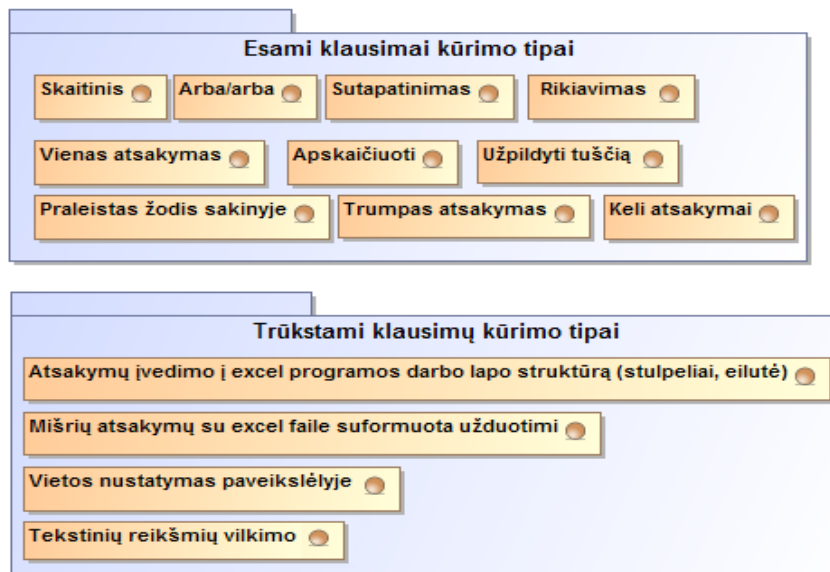 Esami klausimai kūrimo tipai
Skaitinis Arba/arba Sutapatinimas Rikiavimas
Vienas atsakymas Apskaičiuoti Užpildyti tuščią
Praleistas žodis sakinyje Trumpas atsakymas Keli atsakymai
Trūkstami klausimų kūrimo tipai
Atsakymų įvedimo į excel programos darbo lapo struktūrą (stulpeliai, eilutė)
Mišrių atsakymų su excel faile suformuota užduotimi
Vietos nustatymas paveikslėlyje
Tekstinių reikšmių vilkimo